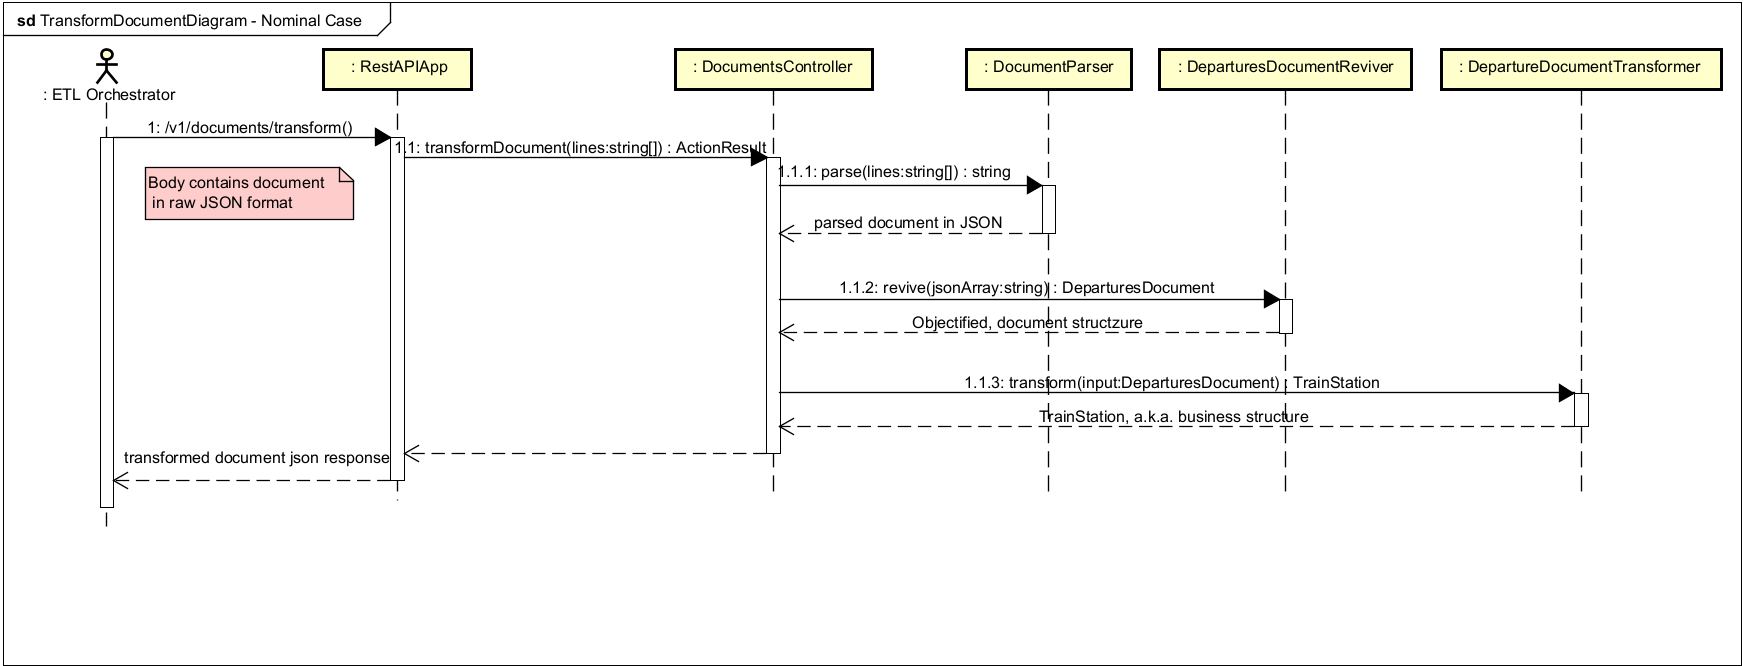 sd TransformDocumentDiagram - Nominal Case
: ETL Orchestrator
: RestAPIApp
: DocumentsController
: DocumentParser
: DeparturesDocumentReviver
: DepartureDocumentTransformer
1: /v1/documents/transform()
1.1: transformDocument(lines:string[]) : ActionResult
Body contains document
in raw JSON format
1.1.1: parse(lines:string[]) : string
parsed document in JSON
1.1.2: revive(jsonArray:string) : DeparturesDocument
Objectified, document structzure
1.1.3: transform(input:DeparturesDocument) : TrainStation
TrainStation, a.k.a. business structure
transformed document json response